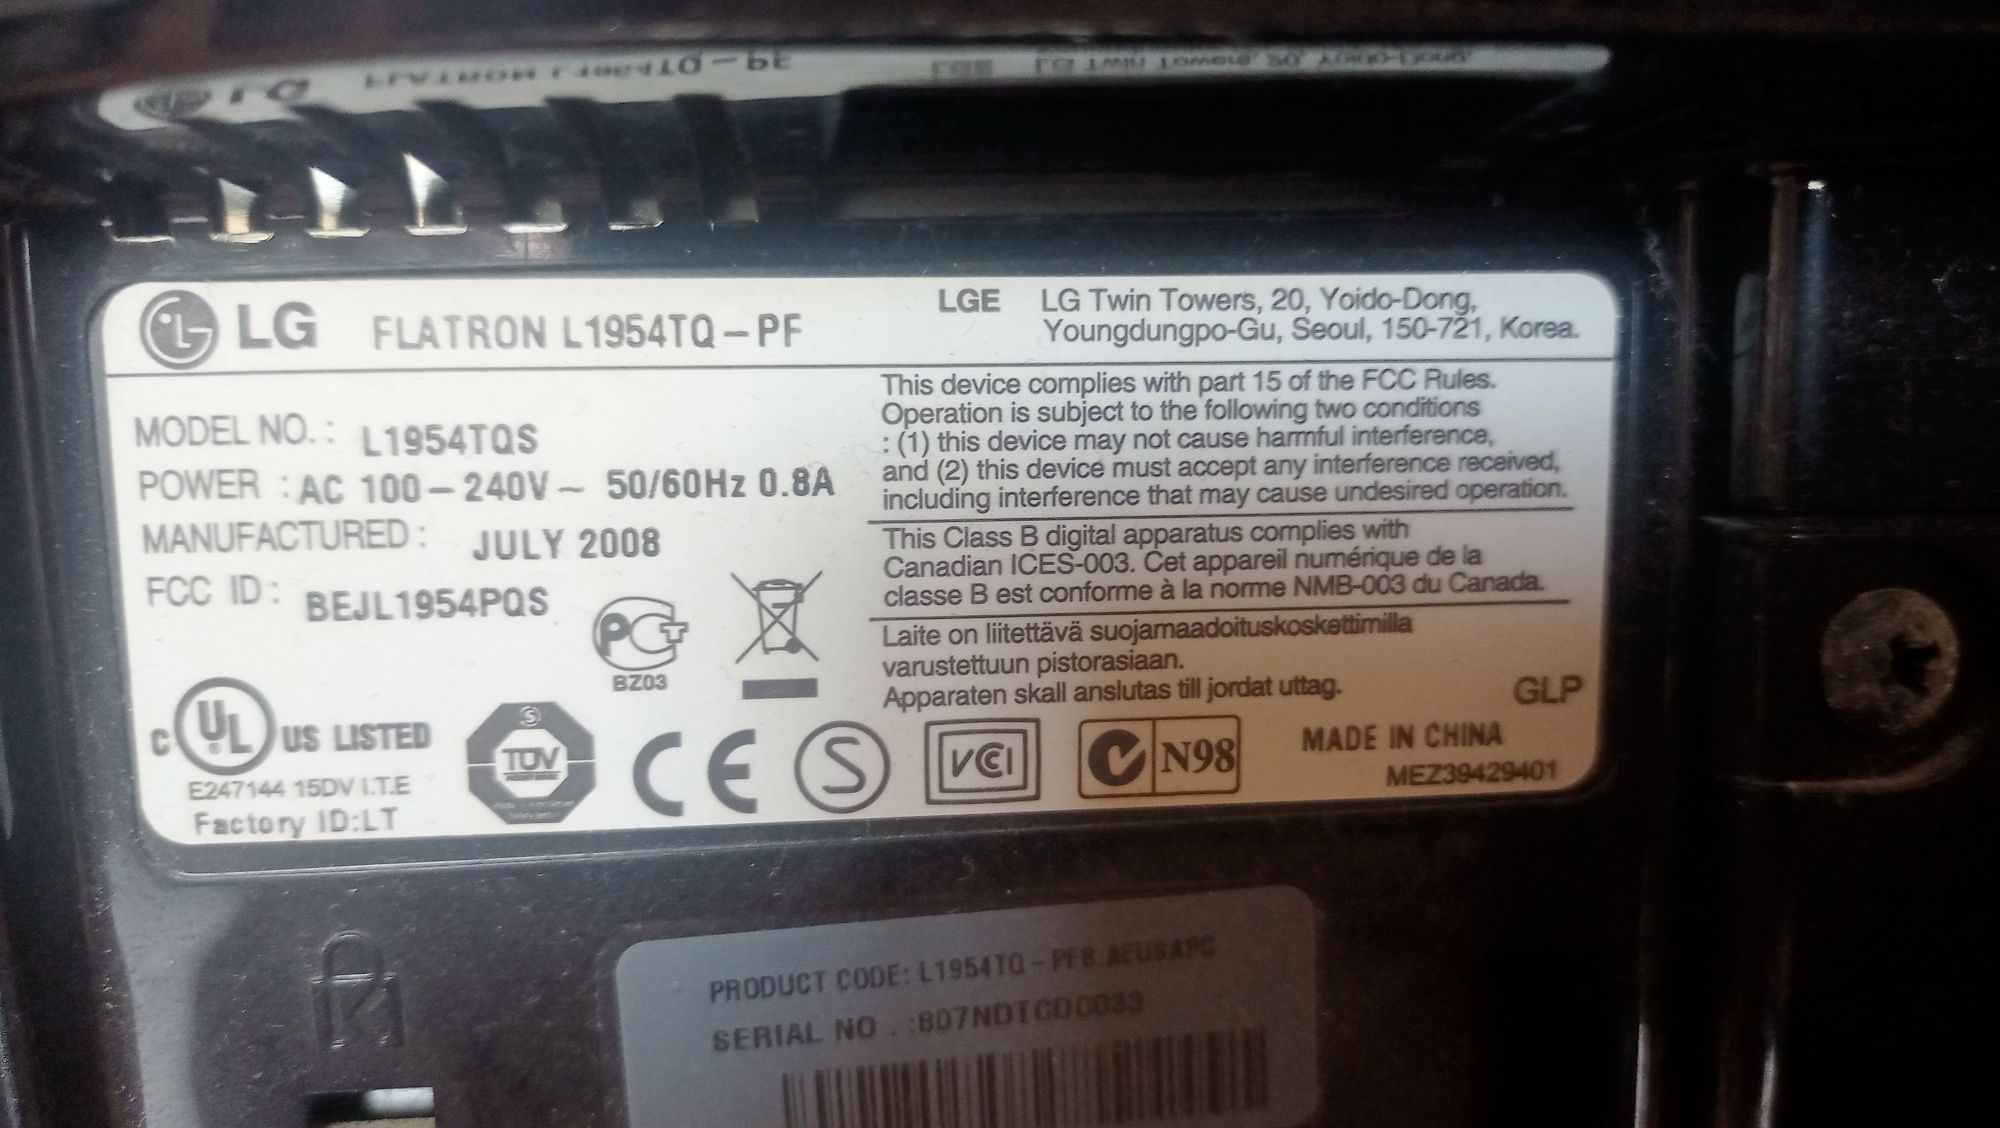 LG FLATRON L1954TQ-PF
LGE LG Twin Towers, 20, Yoido-Dong,
Youngdungpo-Gu, Seoul, 150-721, Korea.
MODEL NO.: L1954TQS
POWER : AC 100-240V~ 50/60Hz 0.8A
MANUFACTURED: JULY 2008
FCC ID: BEJL1954PQS
This device complies with part 15 of the FCC Rules.
Operation is subject to the following two conditions
: (1) this device may not cause harmful interference,
and (2) this device must accept any interference received,
including interference that may cause undesired operation.
This Class B digital apparatus complies with
Canadian ICES-003. Cet appareil numérique de la
classe B est conforme à la norme NMB-003 du Canada.
Laite on liitettävä suojamaadoituskoskettimilla
varustettuun pistorasiaan.
Apparaten skall anslutas till jordat uttag.
GLP
PCT
BZ03
C UL US LISTED
E247144 15DV I.T.E
Factory ID:LT
S
TÜV
CE
S
VCCI
N98
MADE IN CHINA
MEZ39429401
PRODUCT CODE: L1954TQ-PF8.AEUBAPC
SERIAL NO.:807NDTC0C033